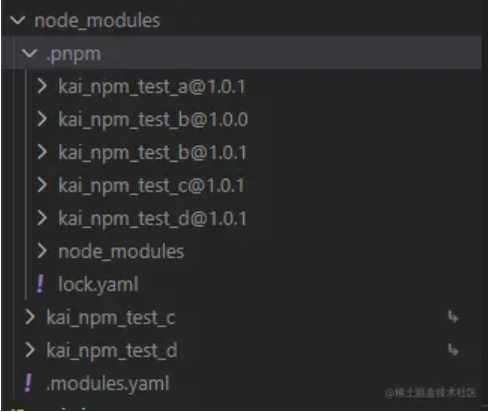 node_modules
.pnpm
kai_npm_test_a@1.0.1
kai_npm_test_b@1.0.0
kai_npm_test_b@1.0.1
kai_npm_test_c@1.0.1
kai_npm_test_d@1.0.1
node_modules
! lock.yaml
kai_npm_test_c
kai_npm_test_d
! .modules.yaml
@稀土掘金技术社区